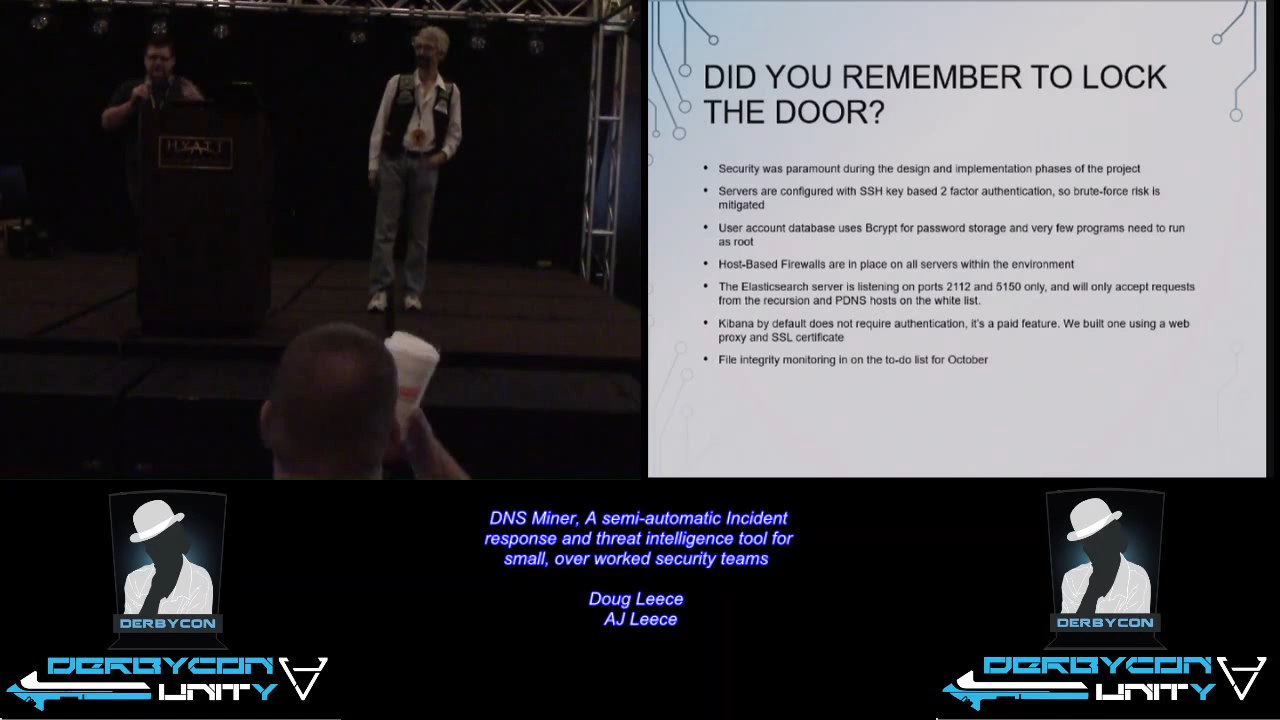 HYATT
DID YOU REMEMBER TO LOCK
THE DOOR?
• Security was paramount during the design and implementation phases of the project
• Servers are configured with SSH key based 2 factor authentication, so brute-force risk is
mitigated
• User account database uses Bcrypt for password storage and very few programs need to run
as root
• Host-Based Firewalls are in place on all servers within the environment
• The Elasticsearch server is listening on ports 2112 and 5150 only, and will only accept requests
from the recursion and PDNS hosts on the white list.
• Kibana by default does not require authentication, it's a paid feature. We built one using a web
proxy and SSL certificate
• File integrity monitoring in on the to-do list for October
DNS Miner, A semi-automatic Incident
response and threat intelligence tool for
small, over worked security teams
Doug Leece
AJ Leece
DERBYCON
DERBYCON
UNITY
DERBYCON
DERBYCON
UNITY